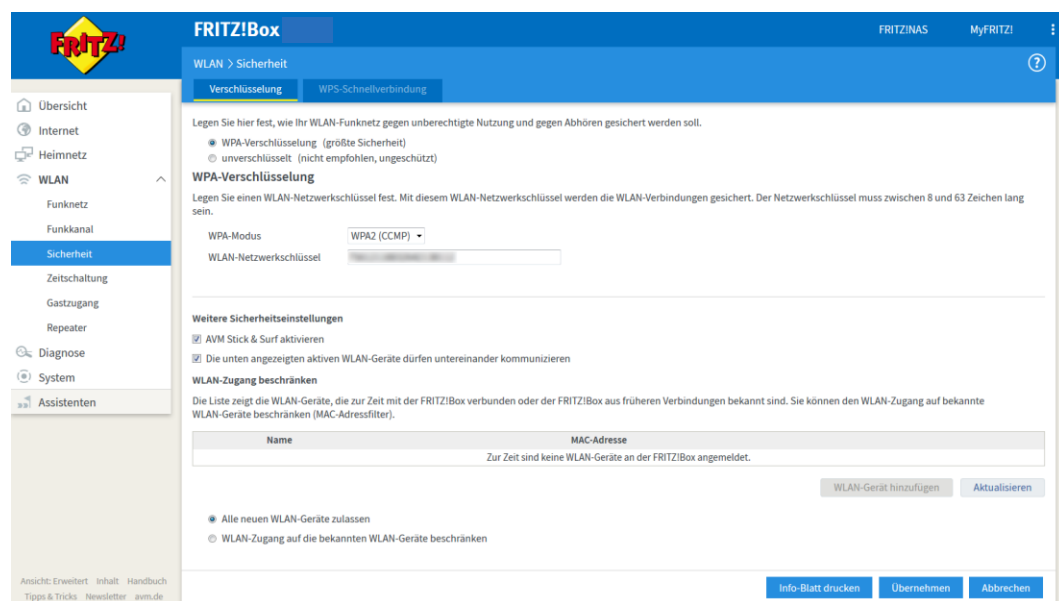 FRITZ!
FRITZ!Box
FRITZ!NAS MyFRITZ!
WLAN > Sicherheit
Verschlüsselung WPS-Schnellverbindung
Übersicht
Internet
Heimnetz
WLAN
Funknetz
Funkkanal
Sicherheit
Zeitschaltung
Gastzugang
Repeater
Diagnose
System
Assistenten
Ansicht: Erweitert Inhalt Handbuch
Tipps & Tricks Newsletter avm.de
Legen Sie hier fest, wie Ihr WLAN-Funknetz gegen unberechtigte Nutzung und gegen Abhören gesichert werden soll.
WPA-Verschlüsselung (größte Sicherheit)
unverschlüsselt (nicht empfohlen, ungeschützt)
WPA-Verschlüsselung
Legen Sie einen WLAN-Netzwerkschlüssel fest. Mit diesem WLAN-Netzwerkschlüssel werden die WLAN-Verbindungen gesichert. Der Netzwerkschlüssel muss zwischen 8 und 63 Zeichen lang
sein.
WPA-Modus WPA2 (CCMP)
WLAN-Netzwerkschlüssel
Weitere Sicherheitseinstellungen
AVM Stick & Surf aktivieren
Die unten angezeigten aktiven WLAN-Geräte dürfen untereinander kommunizieren
WLAN-Zugang beschränken
Die Liste zeigt die WLAN-Geräte, die zur Zeit mit der FRITZ!Box verbunden oder der FRITZ!Box aus früheren Verbindungen bekannt sind. Sie können den WLAN-Zugang auf bekannte
WLAN-Geräte beschränken (MAC-Adressfilter).
Name MAC-Adresse
Zur Zeit sind keine WLAN-Geräte an der FRITZ!Box angemeldet.
WLAN-Gerät hinzufügen Aktualisieren
Alle neuen WLAN-Geräte zulassen
WLAN-Zugang auf die bekannten WLAN-Geräte beschränken
Info-Blatt drucken Übernehmen Abbrechen